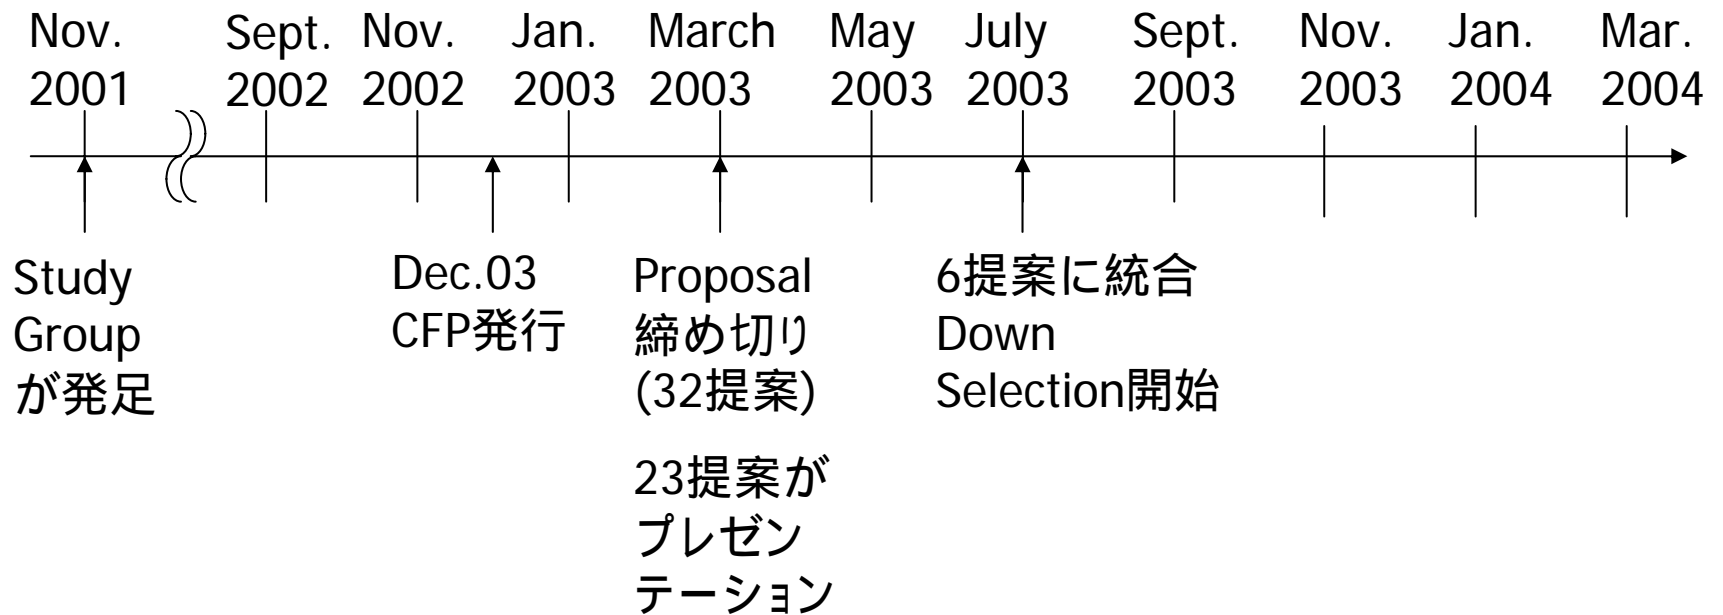 Nov.
2001
Sept.
2002
Nov.
2002
Jan.
2003
March
2003
May
2003
July
2003
Sept.
2003
Nov.
2003
Jan.
2004
Mar.
2004
Study
Group
が発足
Dec.03
CFP発行
Proposal
締め切り
(32提案)
23提案が
プレゼン
テーション
6提案に統合
Down
Selection開始